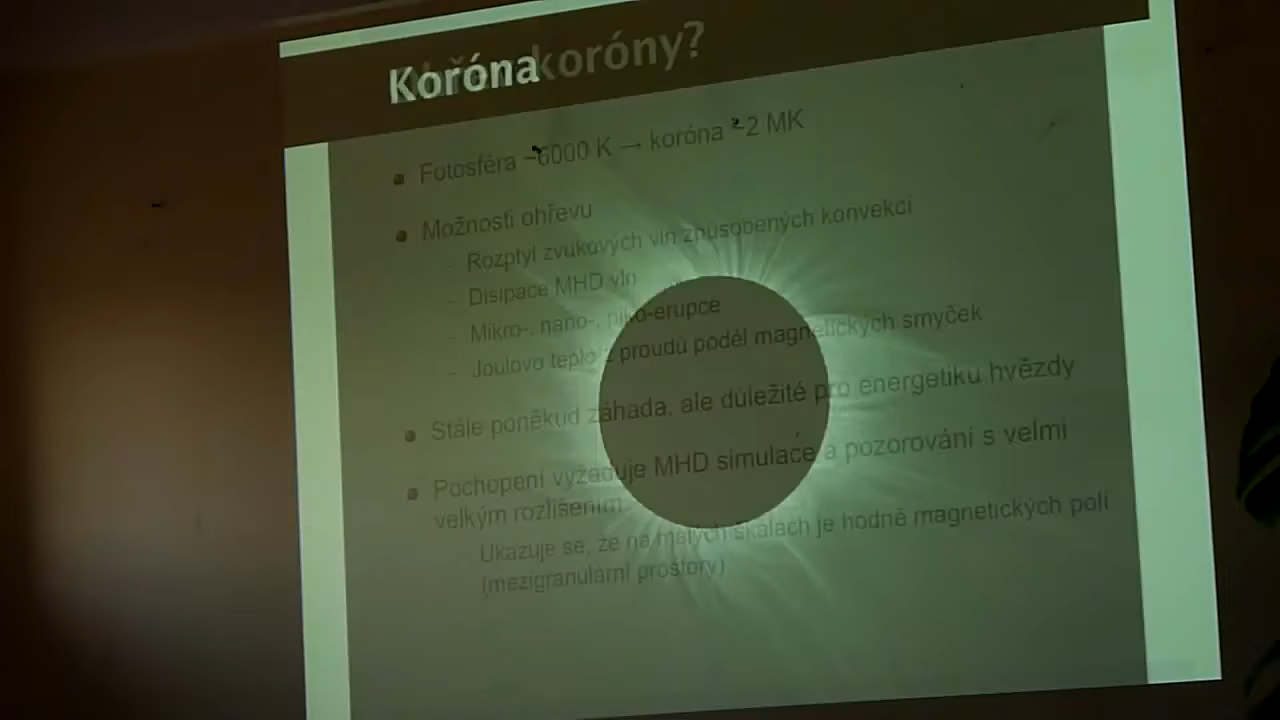 Koróna
koróny?
Fotosféra ~6000 K → koróna ~2 MK
Možnosti ohřevu
- Rozptyl zvukových vln způsobených konvekcí
- Disipace MHD vln
- Mikro-, nano-, piko-erupce
- Joulovo teplo z proudů podél magnetických smyček
Stále poněkud záhada, ale důležité pro energetiku hvězdy
Pochopení vyžaduje MHD simulace a pozorování s velmi
velkým rozlišením
Ukazuje se, že na malých škálách je hodně magnetických polí
(mezigranulární prostory)